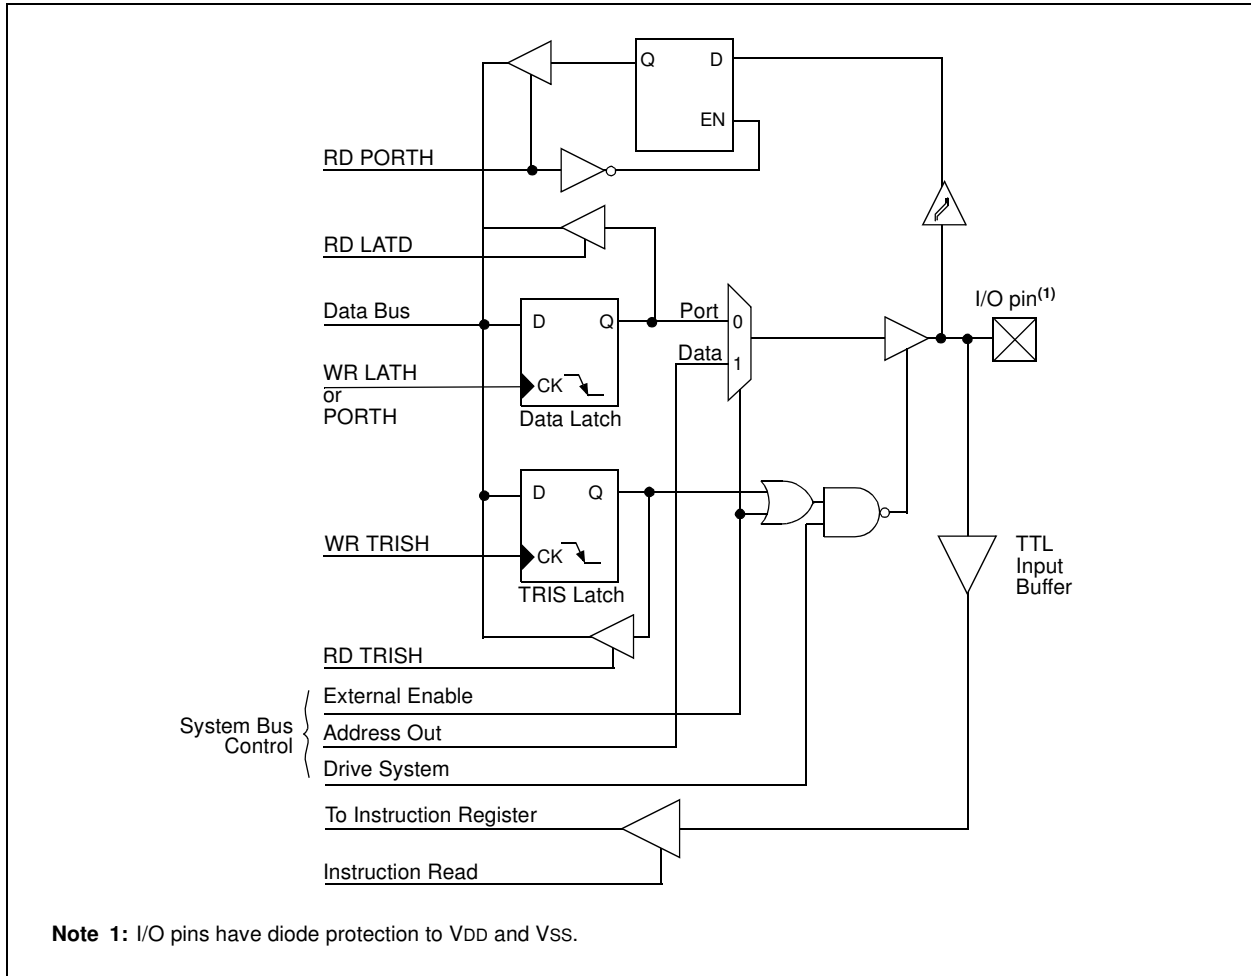 Q D
EN
RD PORTH
RD LATD
I/O pin(1)
Data Bus
D Q
Port 0
Data 1
WR LATH
or
PORTH
CK
Data Latch
D Q
WR TRISH
CK
TRIS Latch
TTL
Input
Buffer
RD TRISH
External Enable
System Bus
Control
Address Out
Drive System
To Instruction Register
Instruction Read
Note 1: I/O pins have diode protection to VDD and VSS.